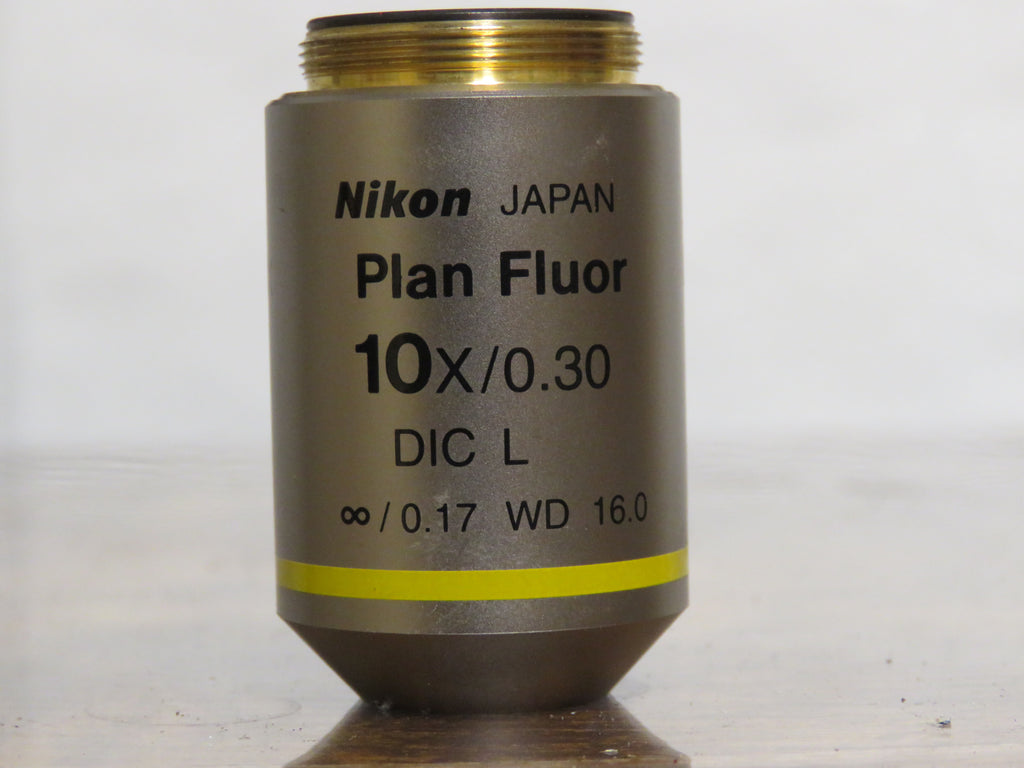 Nikon JAPAN
Plan Fluor
10X/0.30
DIC L
∞/0.17 WD 16.0